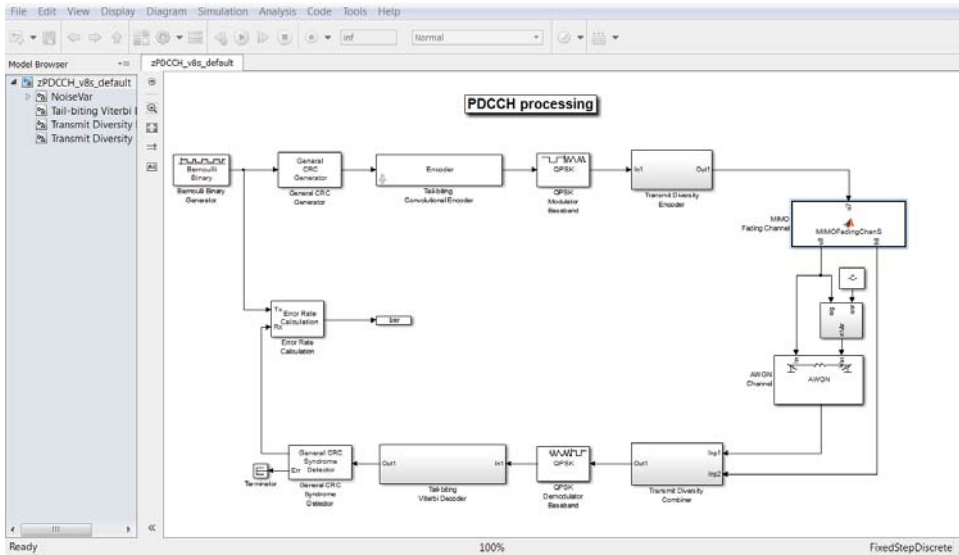 File Edit View Display Diagram Simulation Analysis Code Tools Help
inf
Normal
Model Browser
zPDCCH_v8s_default
zPDCCH_v8s_default
NoiseVar
Tail-biting Viterbi
Transmit Diversity
Transmit Diversity
PDCCH processing
Bernoulli
Binary
Bernoulli Binary
Generator
General
CRC
Generator
General CRC
Generator
Encoder
Tail-biting
Convolutional Encoder
QPSK
QPSK
Modulator
Baseband
In1
Out1
Transmit Diversity
Encoder
MIMO
Fading Channel
MIMOFadingChanS
-C-
AWGN
Channel
AWGN
Tx
Rx
Error Rate
Calculation
Error Rate
Calculation
ber
General CRC
Syndrome
Detector
Err
Terminator
General CRC
Syndrome
Detector
Out1
In1
Tail-biting
Viterbi Decoder
QPSK
QPSK
Demodulator
Baseband
Out1
Inp1
Inp2
Transmit Diversity
Combiner
Ready
100%
FixedStepDiscrete